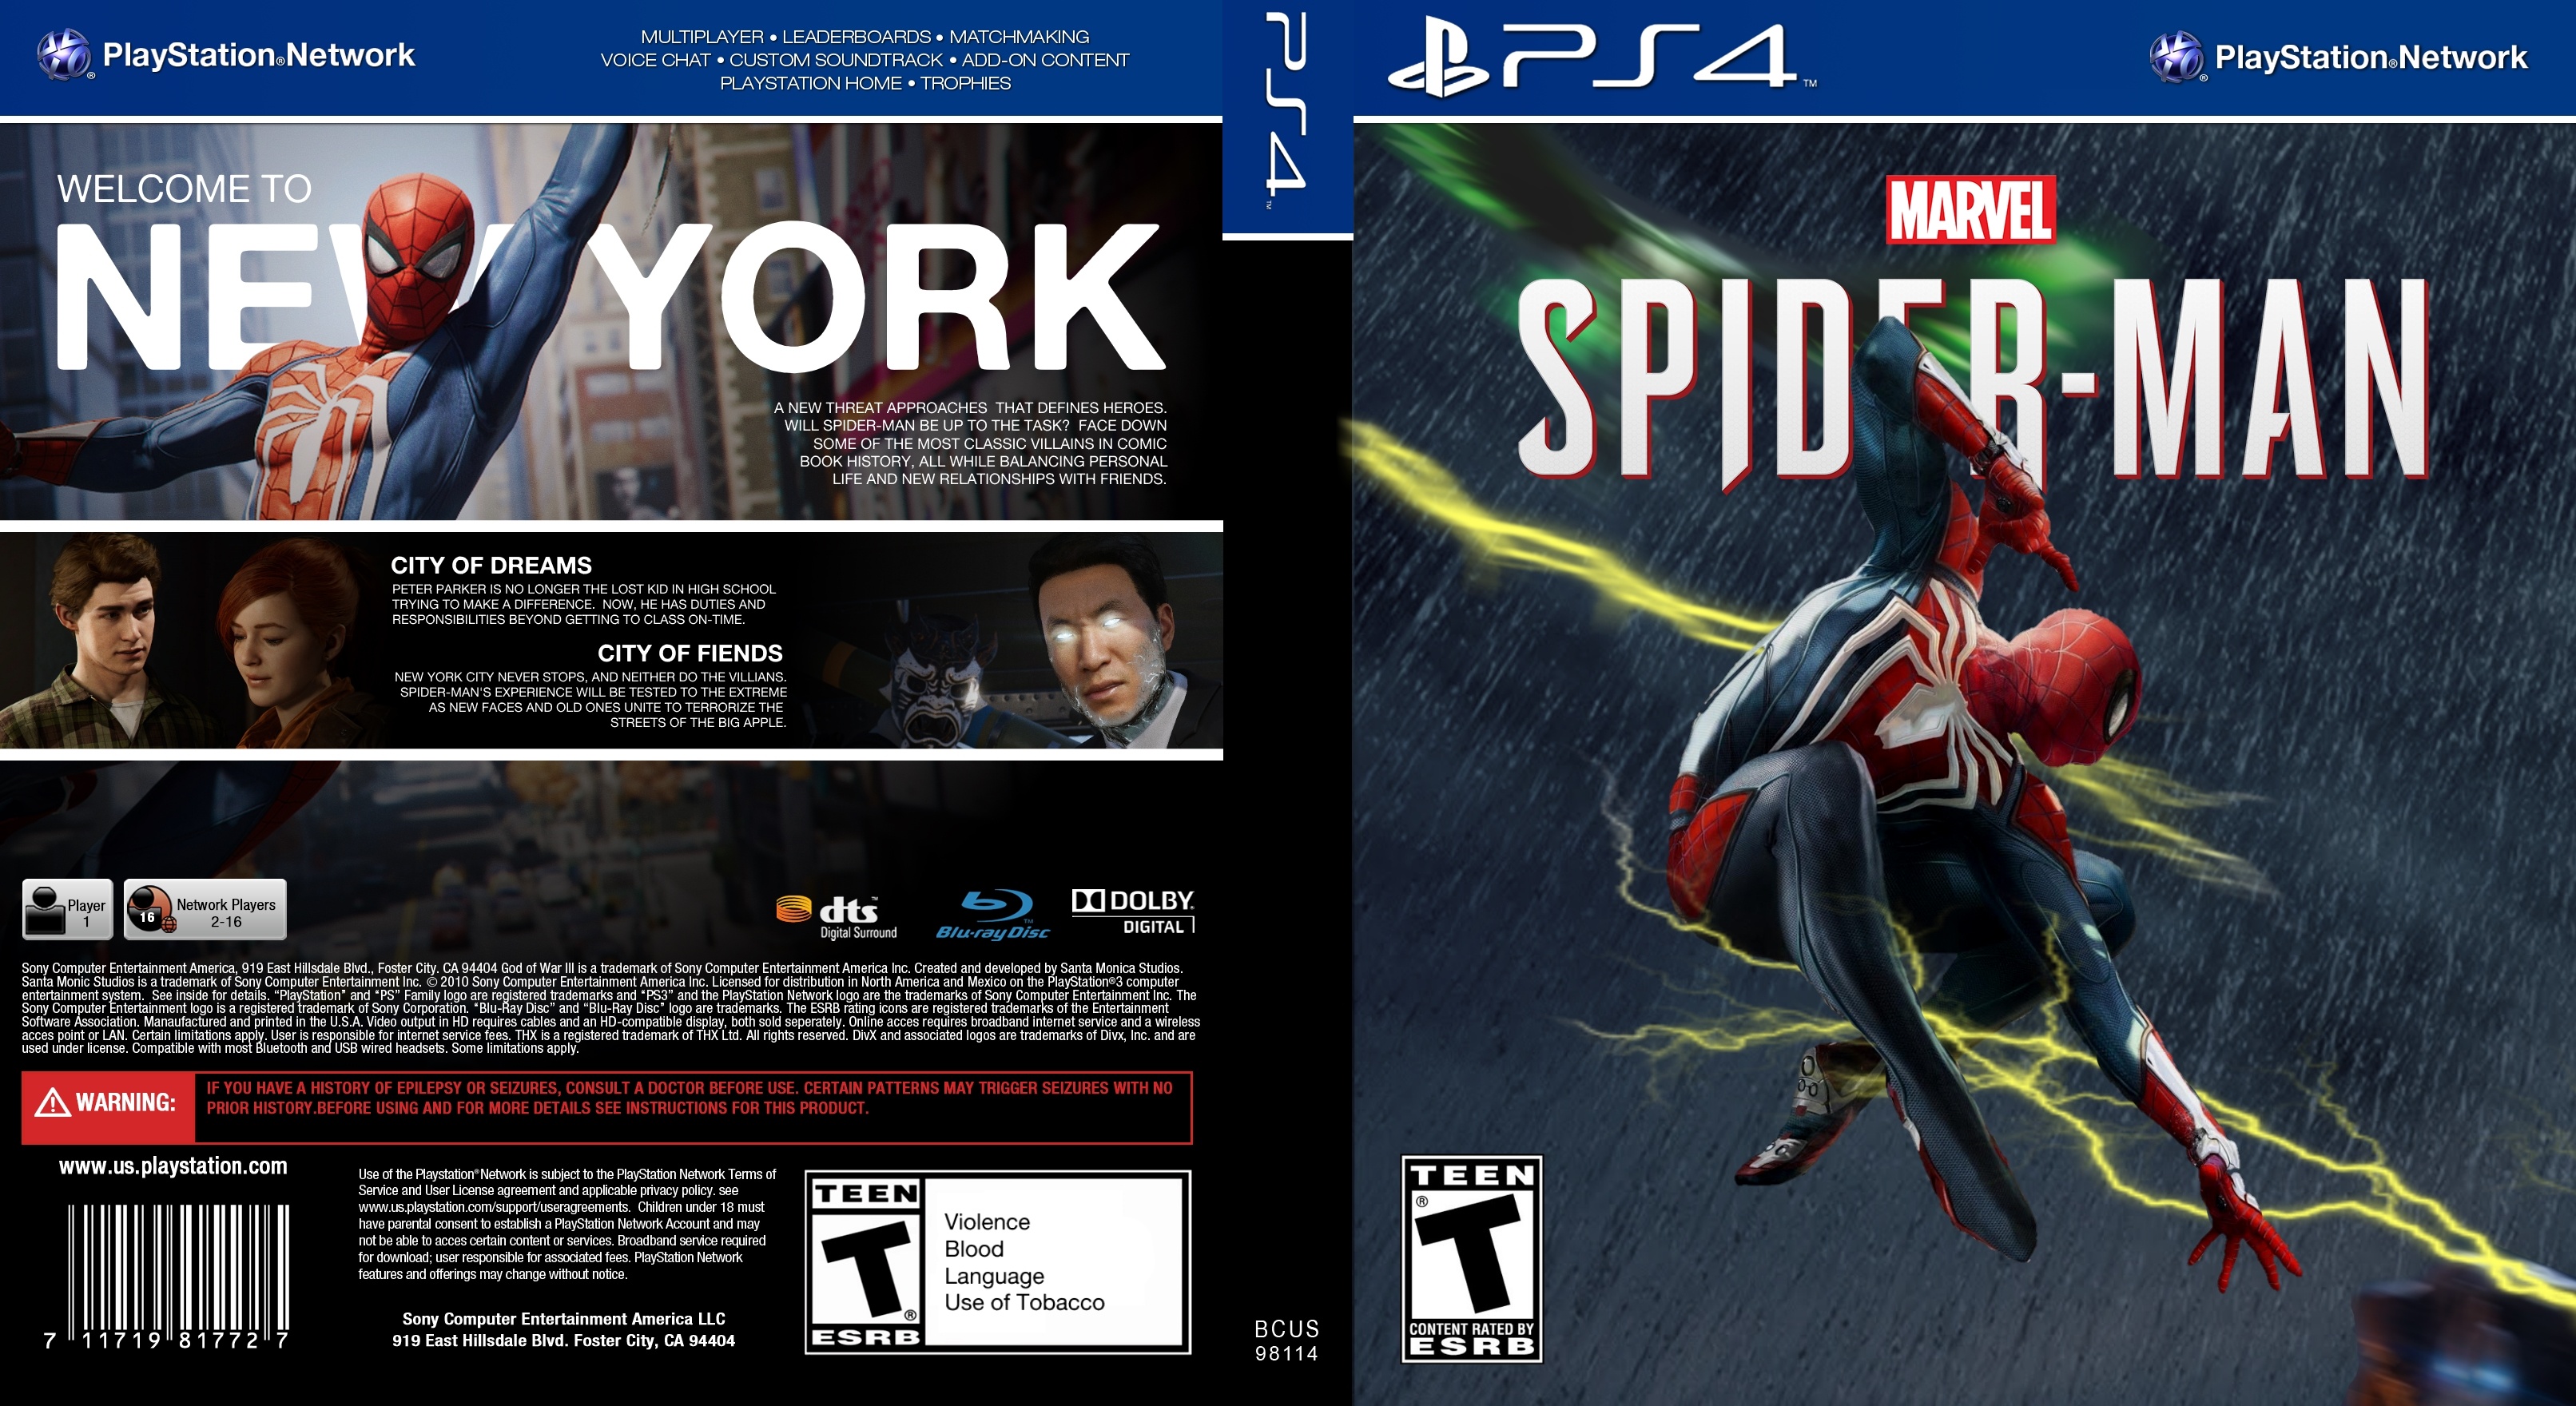 PlayStation®Network
MULTIPLAYER • LEADERBOARDS • MATCHMAKING
VOICE CHAT • CUSTOM SOUNDTRACK • ADD-ON CONTENT
PLAYSTATION HOME • TROPHIES
WELCOME TO
NEW YORK
A NEW THREAT APPROACHES THAT DEFINES HEROES.
WILL SPIDER-MAN BE UP TO THE TASK? FACE DOWN
SOME OF THE MOST CLASSIC VILLAINS IN COMIC
BOOK HISTORY, ALL WHILE BALANCING PERSONAL
LIFE AND NEW RELATIONSHIPS WITH FRIENDS.
CITY OF DREAMS
PETER PARKER IS NO LONGER THE LOST KID IN HIGH SCHOOL
TRYING TO MAKE A DIFFERENCE. NOW, HE HAS DUTIES AND
RESPONSIBILITIES BEYOND GETTING TO CLASS ON-TIME.
CITY OF FIENDS
NEW YORK CITY NEVER STOPS, AND NEITHER DO THE VILLIANS.
SPIDER-MAN'S EXPERIENCE WILL BE TESTED TO THE EXTREME
AS NEW FACES AND OLD ONES UNITE TO TERRORIZE THE
STREETS OF THE BIG APPLE.
Player
1
16
Network Players
2-16
dts™
Digital Surround
Blu-ray Disc™
DOLBY
DIGITAL
Sony Computer Entertainment America, 919 East Hillsdale Blvd., Foster City. CA 94404 God of War III is a trademark of Sony Computer Entertainment America Inc. Created and developed by Santa Monica Studios.
Santa Monic Studios is a trademark of Sony Computer Entertainment Inc. © 2010 Sony Computer Entertainment America Inc. Licensed for distribution in North America and Mexico on the PlayStation®3 computer
entertainment system. See inside for details. “PlayStation” and “PS” Family logo are registered trademarks and “PS3” and the PlayStation Network logo are the trademarks of Sony Computer Entertainment Inc. The
Sony Computer Entertainment logo is a registered trademark of Sony Corporation. “Blu-Ray Disc” and “Blu-Ray Disc” logo are trademarks. The ESRB rating icons are registered trademarks of the Entertainment
Software Association. Manaufactured and printed in the U.S.A. Video output in HD requires cables and an HD-compatible display, both sold seperately. Online acces requires broadband internet service and a wireless
acces point or LAN. Certain limitations apply. User is responsible for internet service fees. THX is a registered trademark of THX Ltd. All rights reserved. DivX and associated logos are trademarks of Divx, Inc. and are
used under license. Compatible with most Bluetooth and USB wired headsets. Some limitations apply.
WARNING:
IF YOU HAVE A HISTORY OF EPILEPSY OR SEIZURES, CONSULT A DOCTOR BEFORE USE. CERTAIN PATTERNS MAY TRIGGER SEIZURES WITH NO
PRIOR HISTORY.BEFORE USING AND FOR MORE DETAILS SEE INSTRUCTIONS FOR THIS PRODUCT.
www.us.playstation.com
7 11719 81772 7
Use of the Playstation®Network is subject to the PlayStation Network Terms of
Service and User License agreement and applicable privacy policy. see
www.us.playstation.com/support/useragreements. Children under 18 must
have parental consent to establish a PlayStation Network Account and may
not be able to acces certain content or services. Broadband service required
for download; user responsible for associated fees. PlayStation Network
features and offerings may change without notice.
Sony Computer Entertainment America LLC
919 East Hillsdale Blvd. Foster City, CA 94404
TEEN
T®
ESRB
Violence
Blood
Language
Use of Tobacco
PS4™
BCUS
98114
PS4™
PlayStation®Network
MARVEL
SPIDER-MAN
TEEN
®
T
CONTENT RATED BY
ESRB